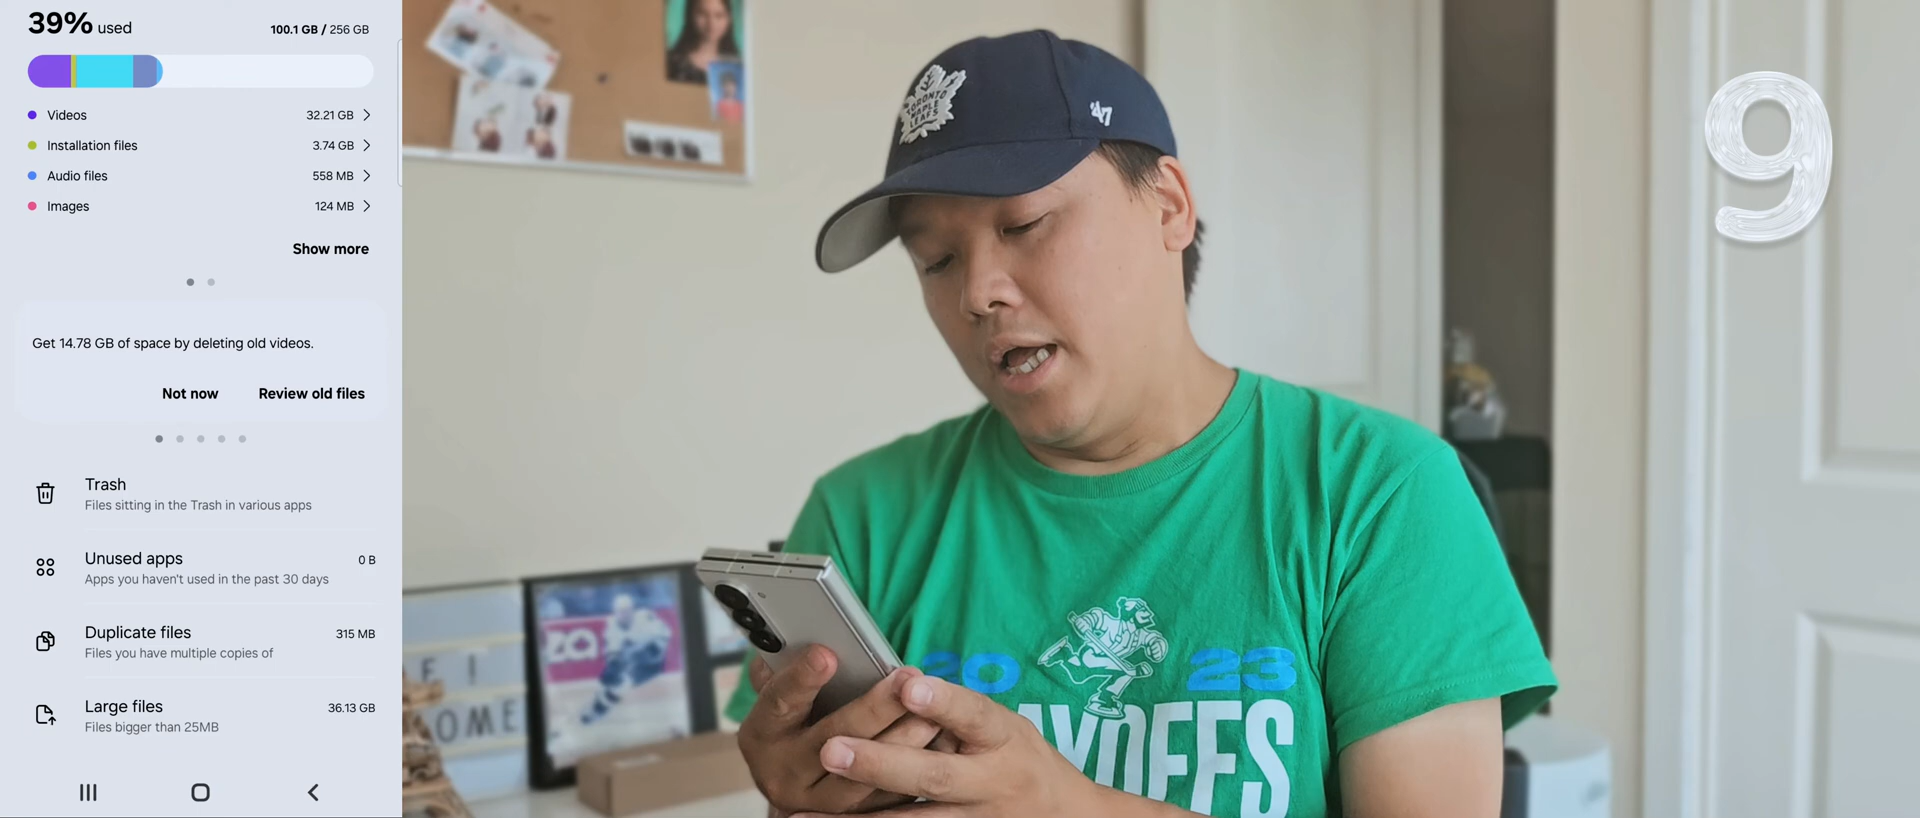 39% used
100.1 GB / 256 GB
Videos 32.21 GB
Installation files 3.74 GB
Audio files 558 MB
Images 124 MB
Show more
Get 14.78 GB of space by deleting old videos.
Not now Review old files
Trash
Files sitting in the Trash in various apps
Unused apps 0 B
Apps you haven't used in the past 30 days
Duplicate files 315 MB
Files you have multiple copies of
Large files 36.13 GB
Files bigger than 25MB
TORONTO
MAPLE
LEAFS
'47
9
20 23
AYOFFS
OME